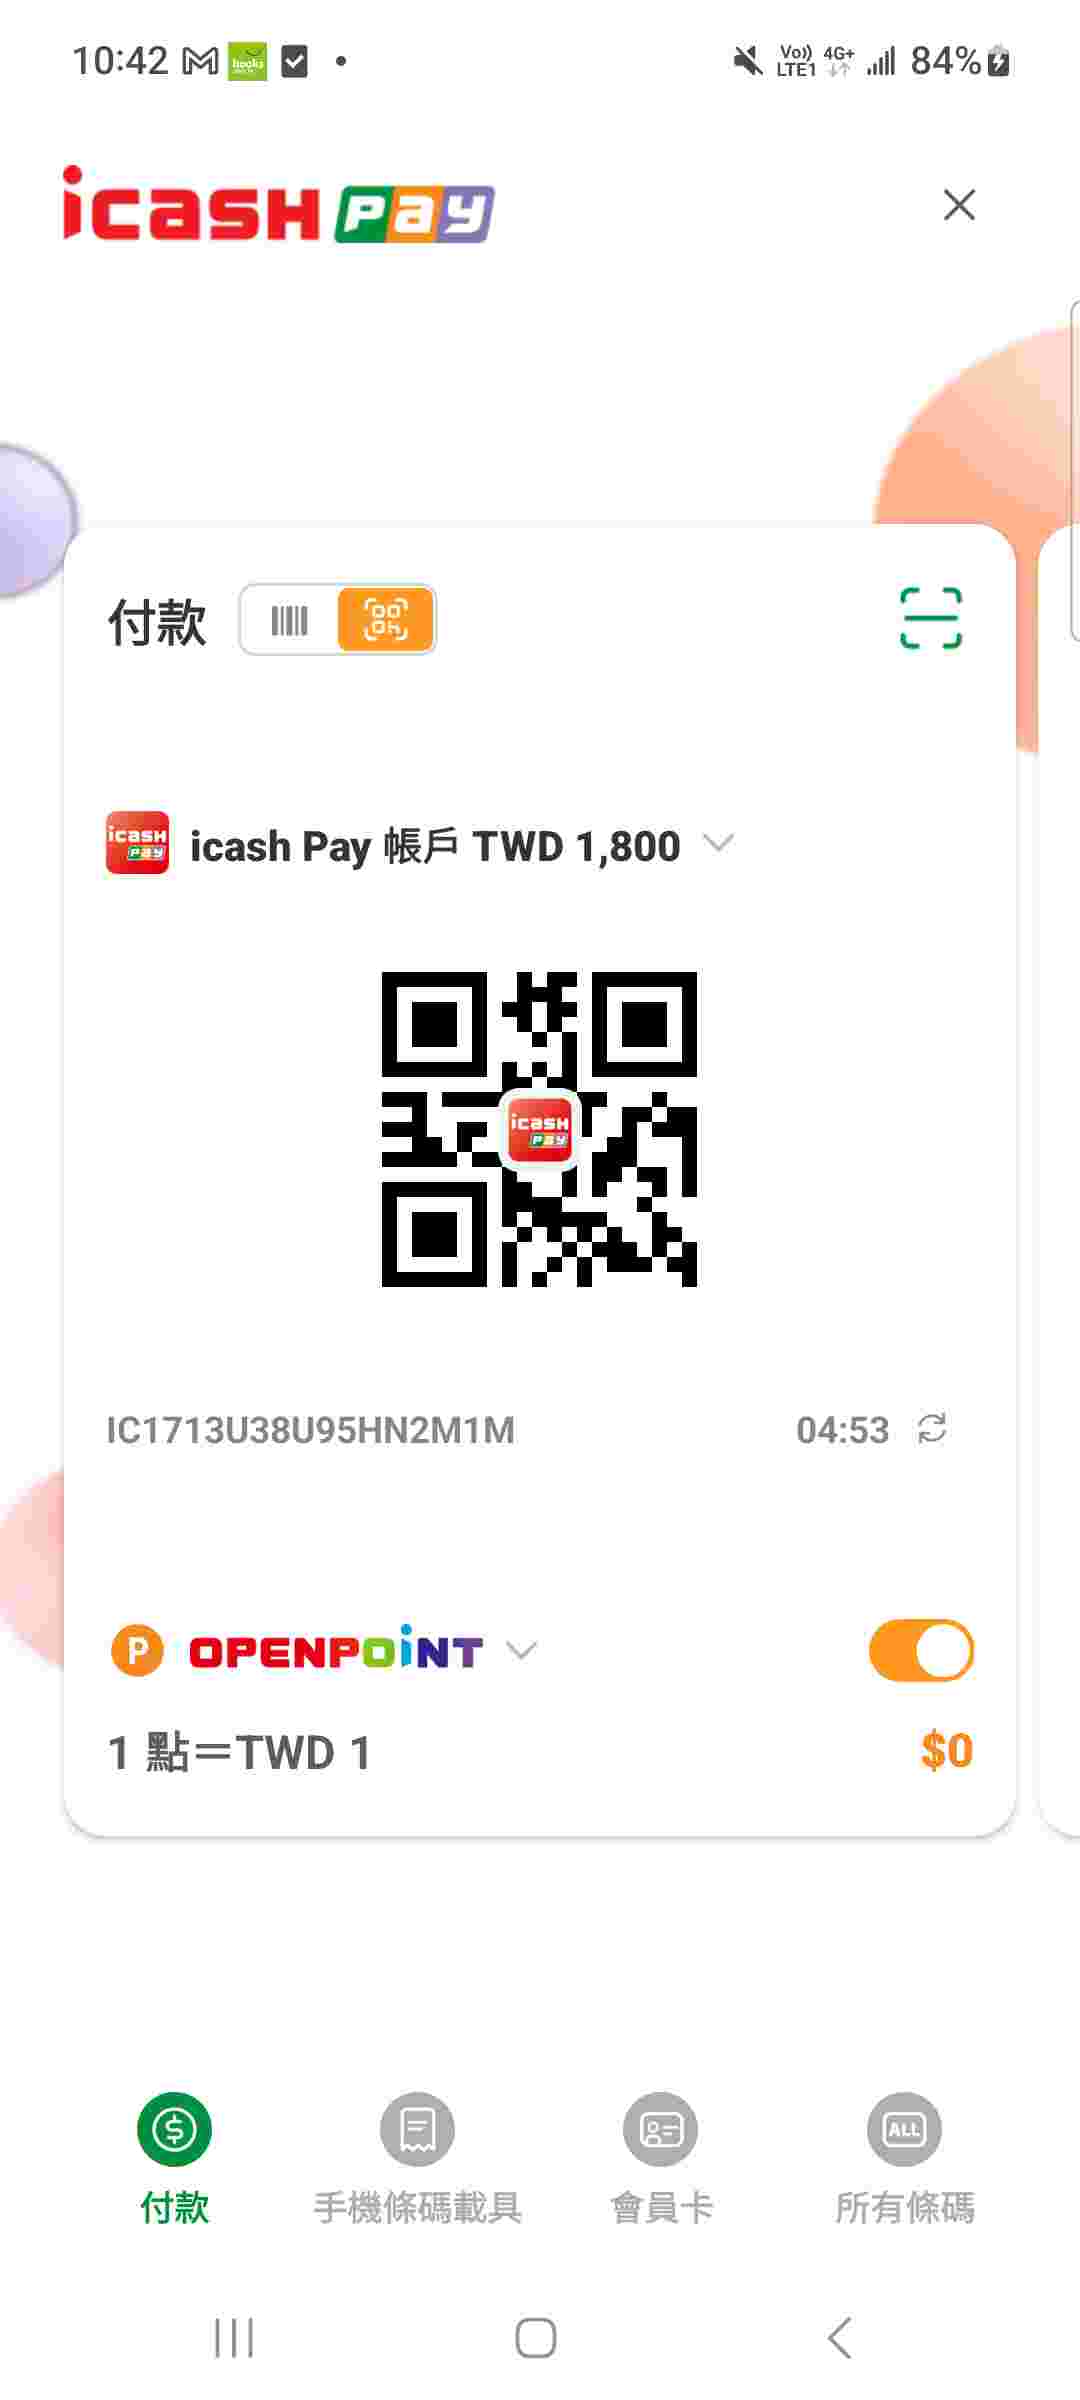 10:42
books
Vo)) LTE1 4G+ 84%
icash Pay
付款
icash Pay
icash Pay 帳戶 TWD 1,800
icash Pay
IC1713U38U95HN2M1M 04:53
P OPENPOINT
1 點=TWD 1 $0
ALL
付款 手機條碼載具 會員卡 所有條碼